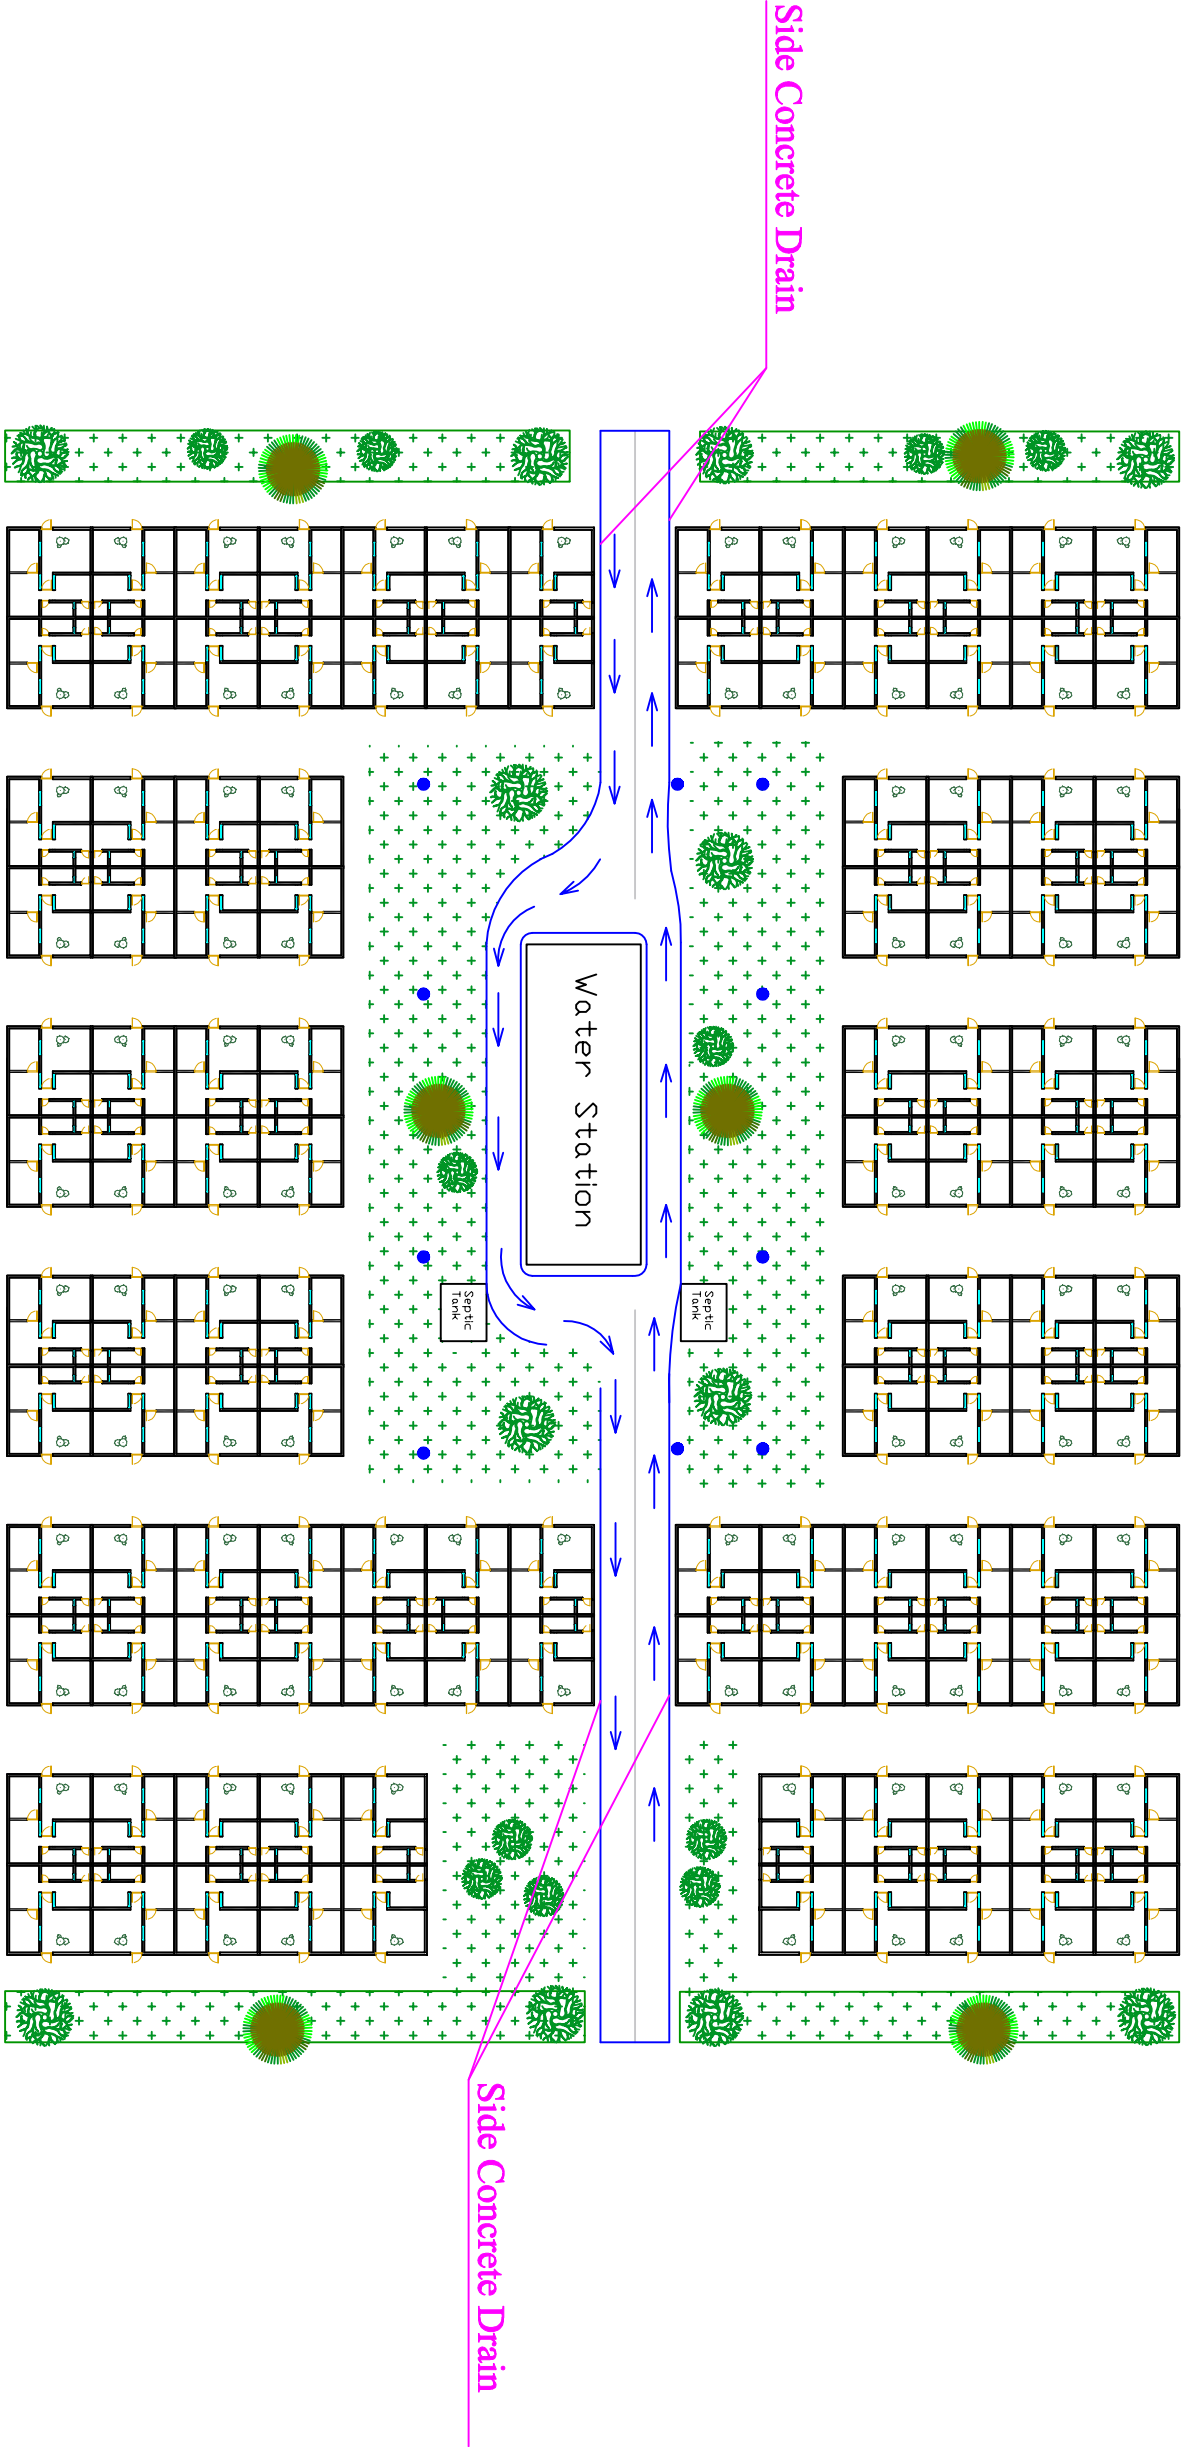 Side Concrete Drain
Water Station
Septic
Tank
Septic
Tank
Side Concrete Drain